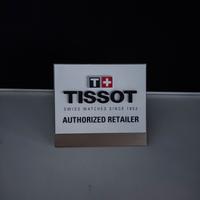 T+
TISSOT
SWISS WATCHES SINCE 1853
AUTHORIZED RETAILER